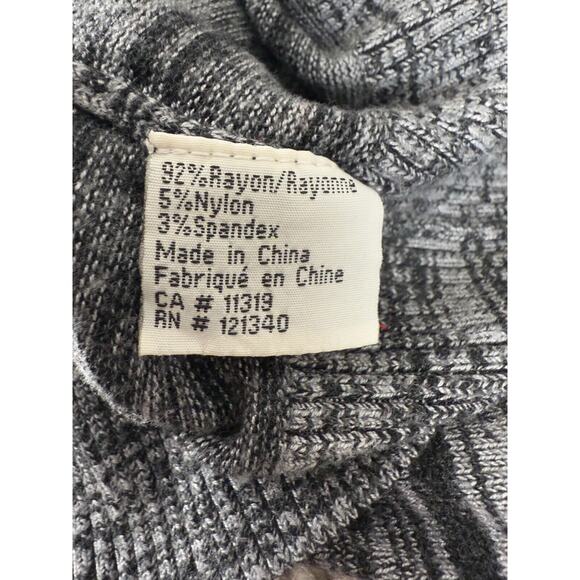 92%Rayon/Rayonne
5%Nylon
3%Spandex
Made in China
Fabriqué en Chine
CA # 11319
RN # 121340